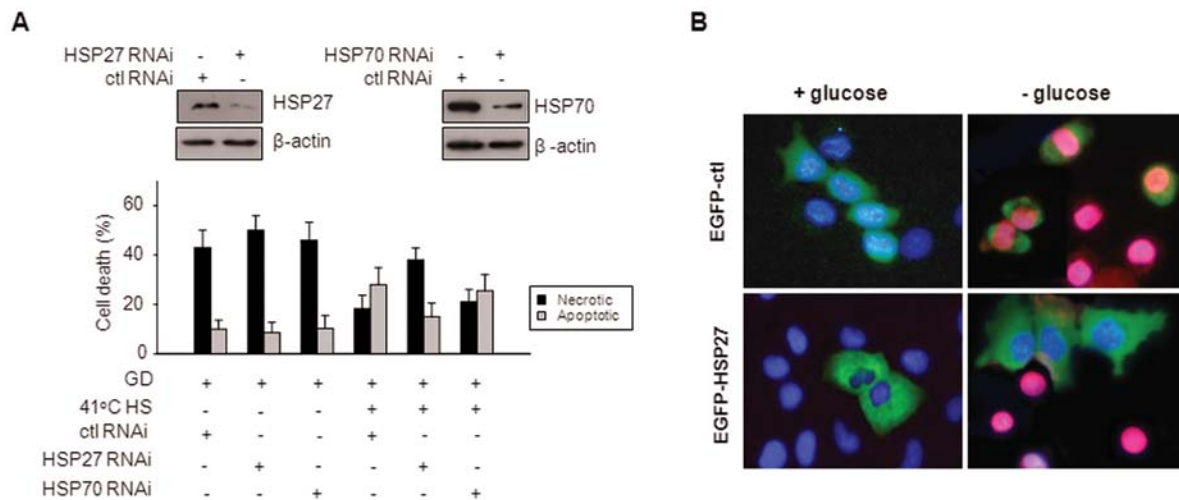 A
HSP27 RNAi - +
ctl RNAi + -
HSP27
β-actin
HSP70 RNAi - +
ctl RNAi + -
HSP70
β -actin
Cell death (%)
60
40
20
0
Necrotic
Apoptotic
GD + + + + + +
41ºC HS - - - + + +
ctl RNAi + - - + - -
HSP27 RNAi - + - - + -
HSP70 RNAi - - + - - +
B
+ glucose - glucose
EGFP-ctl
EGFP-HSP27